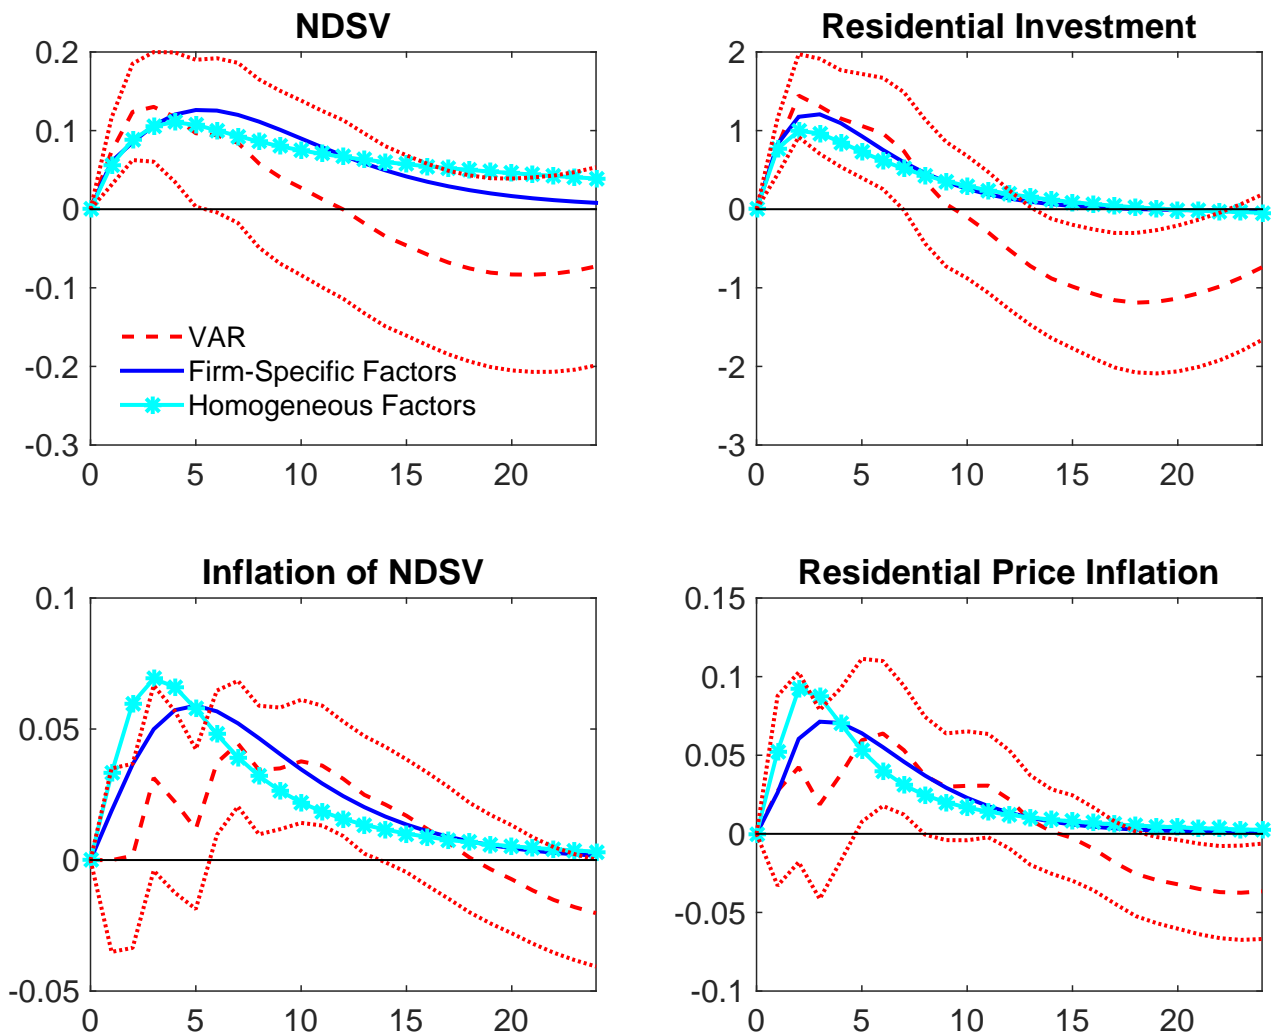 NDSV
Residential Investment
0.2
0.1
0
-0.1
-0.2
-0.3
2
1
0
-1
-2
-3
VAR
Firm-Specific Factors
Homogeneous Factors
0 5 10 15 20
0 5 10 15 20
Inflation of NDSV
Residential Price Inflation
0.1
0.05
0
-0.05
0.15
0.1
0.05
0
-0.05
-0.1
0 5 10 15 20
0 5 10 15 20